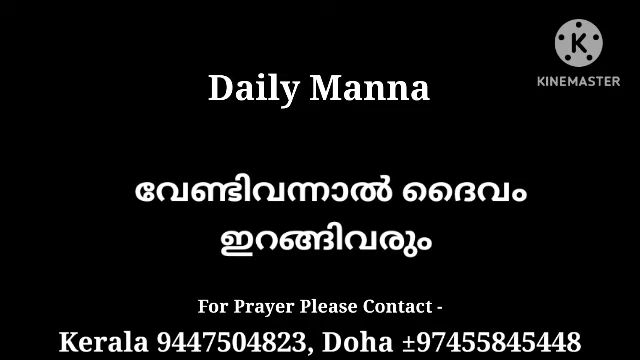 KINEMASTER
Daily Manna
വേണ്ടിവന്നാൽ ദൈവം
ഇറങ്ങിവരും
For Prayer Please Contact -
Kerala 9447504823, Doha ±97455845448